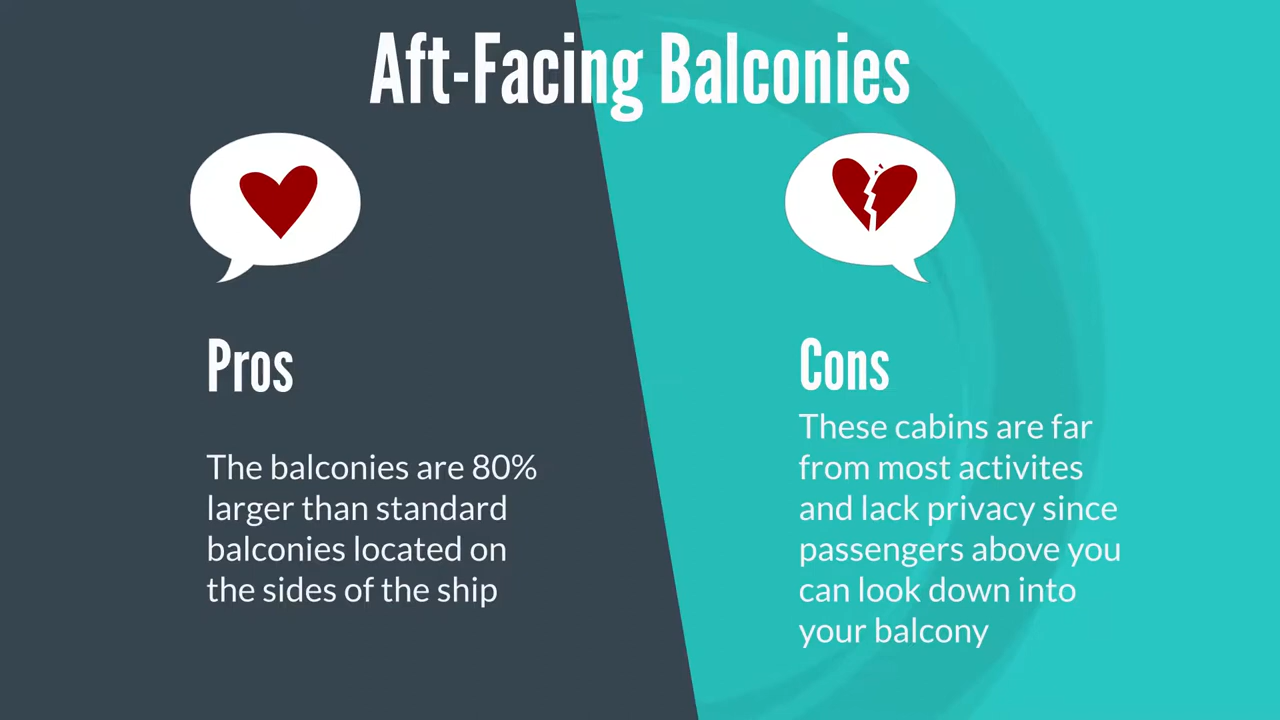 Aft-Facing Balconies
Pros
The balconies are 80%
larger than standard
balconies located on
the sides of the ship
Cons
These cabins are far
from most activites
and lack privacy since
passengers above you
can look down into
your balcony